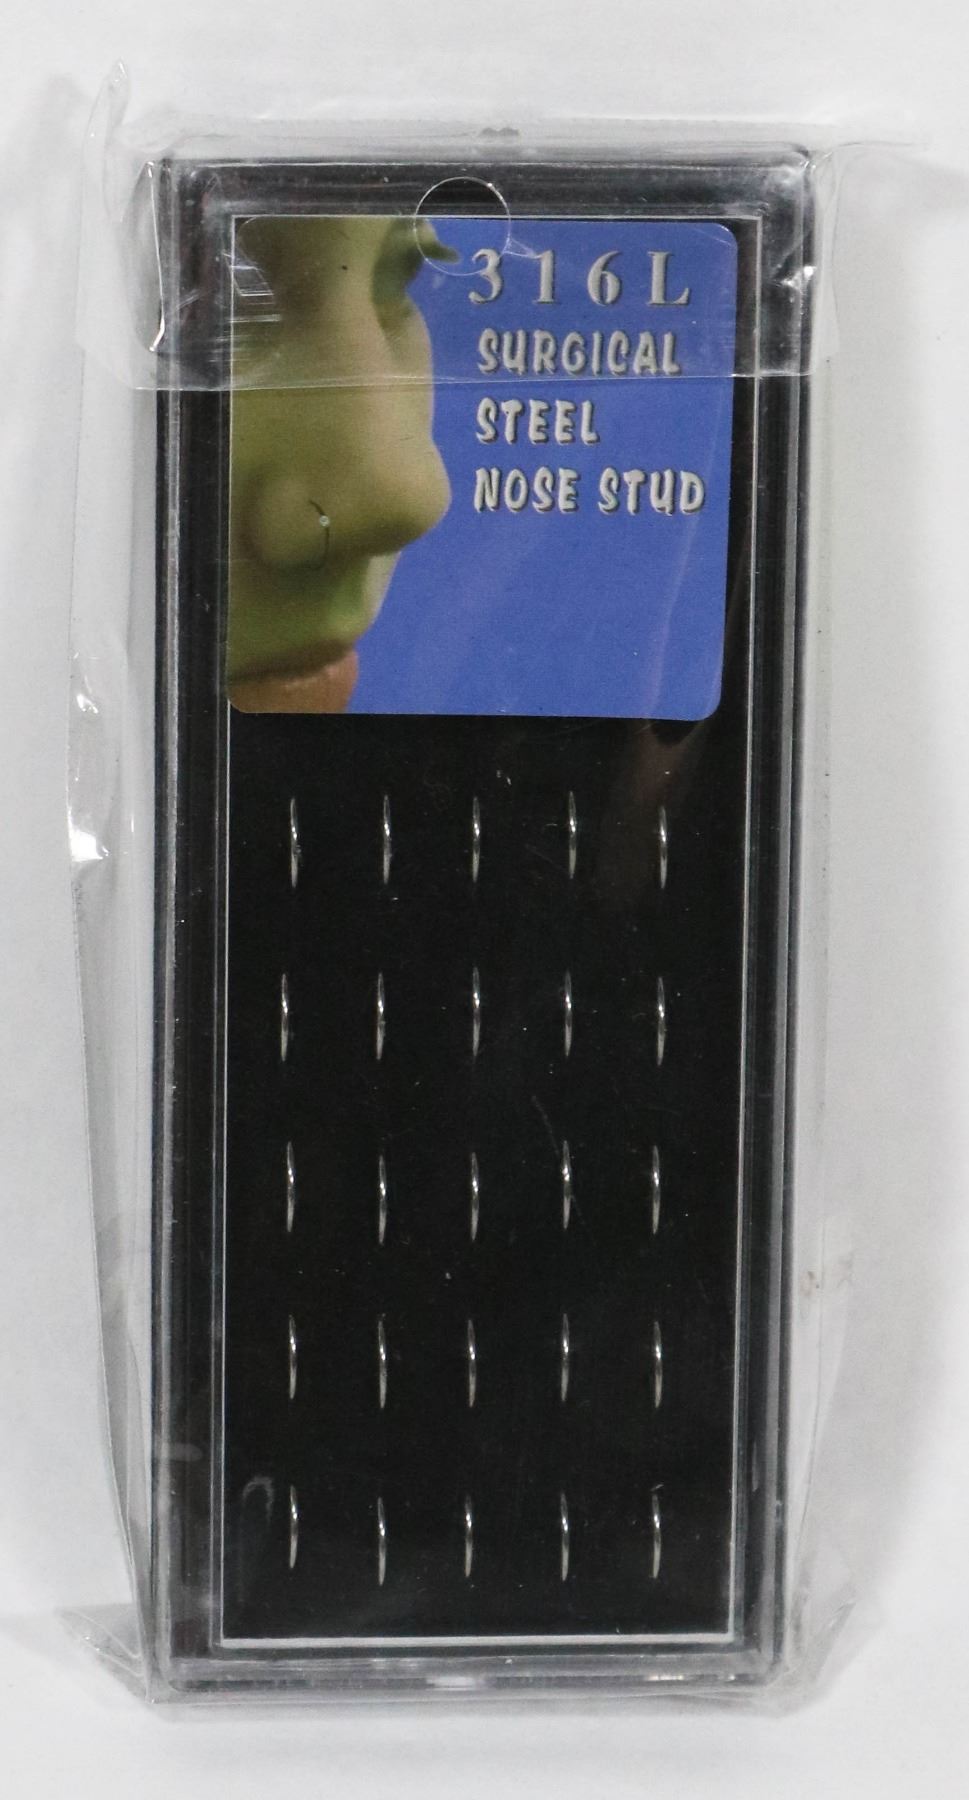 316L
SURGICAL
STEEL
NOSE STUD